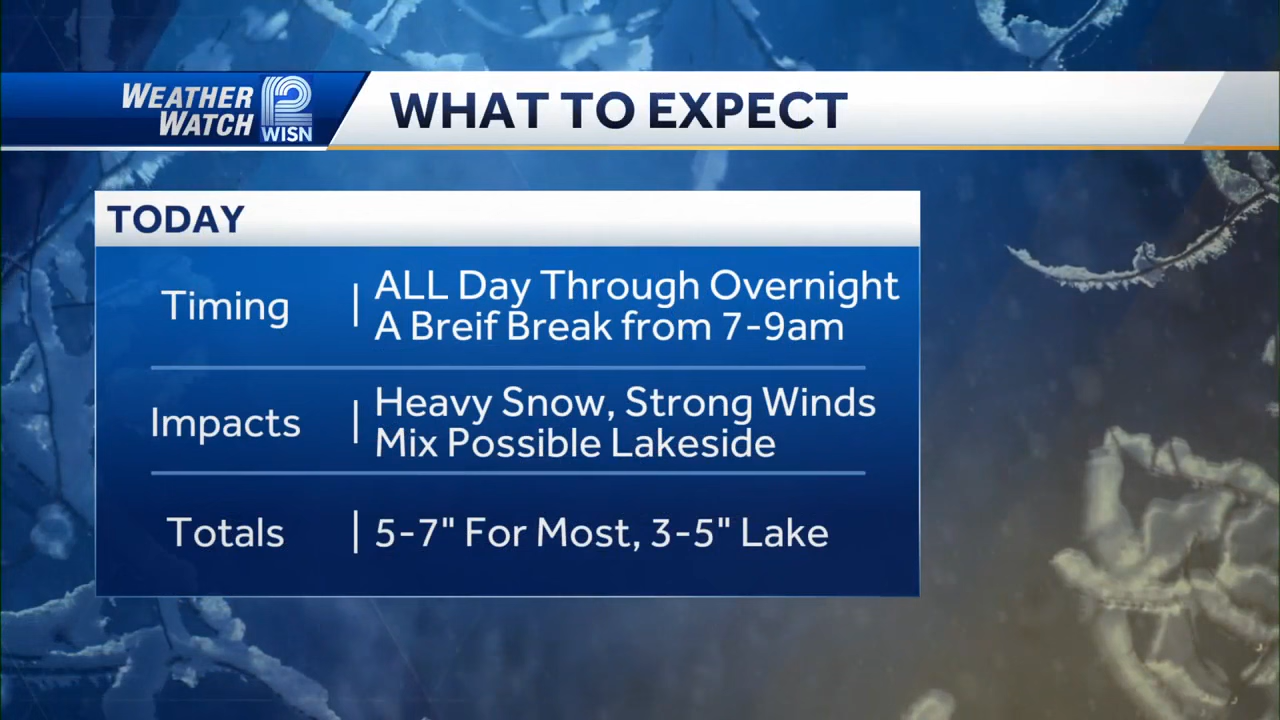 WEATHER
WATCH
12
WISN
WHAT TO EXPECT
TODAY
Timing
ALL Day Through Overnight
A Breif Break from 7-9am
Impacts
Heavy Snow, Strong Winds
Mix Possible Lakeside
Totals
5-7" For Most, 3-5" Lake